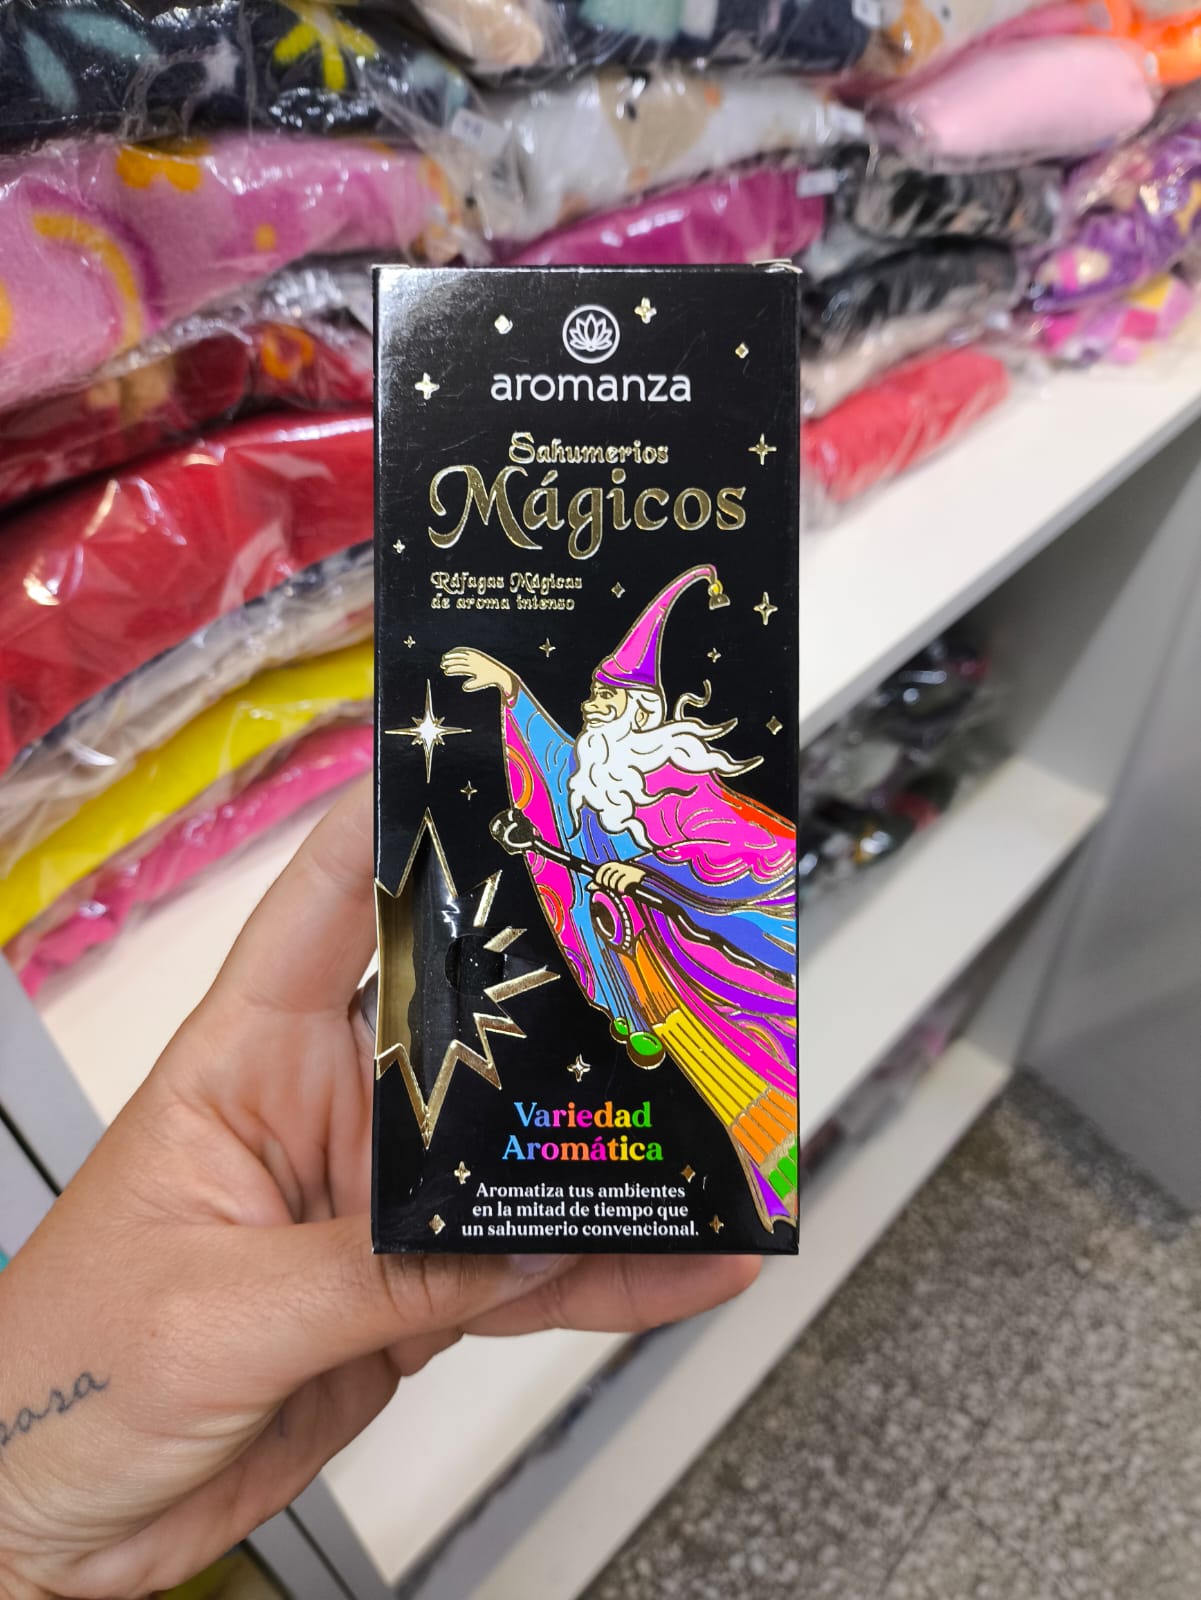 aromanza
Sahumerios
Mágicos
Ráfagas Mágicas
de aroma intenso
Variedad
Aromática
Aromatiza tus ambientes
en la mitad de tiempo que
un sahumerio convencional.